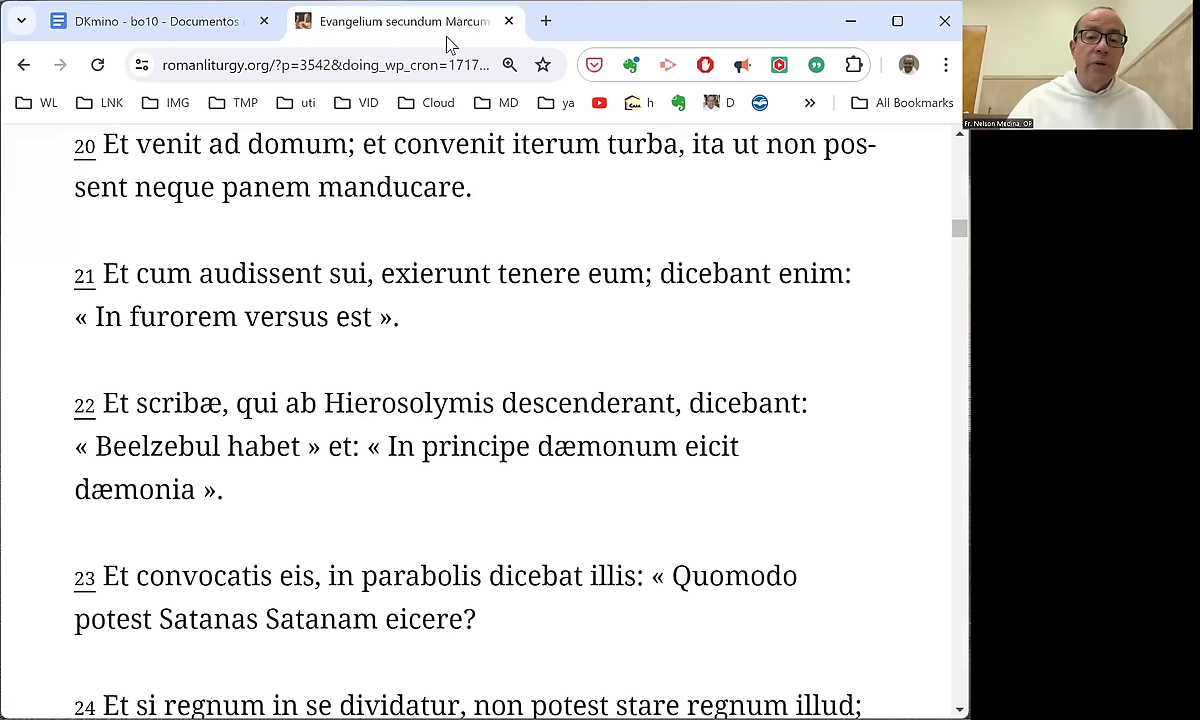 DKmino - bo10 - Documentos
Evangelium secundum Marcum
romanliturgy.org/?p=3542&doing_wp_cron=1717...
WL LNK IMG TMP uti VID Cloud MD ya h D All Bookmarks
Fr. Nelson Medina, OP
20 Et venit ad domum; et convenit iterum turba, ita ut non pos-
sent neque panem manducare.
21 Et cum audissent sui, exierunt tenere eum; dicebant enim:
« In furorem versus est ».
22 Et scribæ, qui ab Hierosolymis descenderant, dicebant:
« Beelzebul habet » et: « In principe dæmonum eicit
dæmonia ».
23 Et convocatis eis, in parabolis dicebat illis: « Quomodo
potest Satanas Satanam eicere?
24 Et si regnum in se dividatur, non potest stare regnum illud;